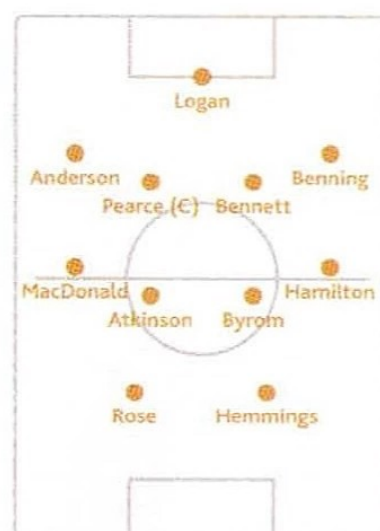 Logan
Anderson
Benning
Pearce (C)
Bennett
MacDonald
Hamilton
Atkinson
Byrom
Rose
Hemmings